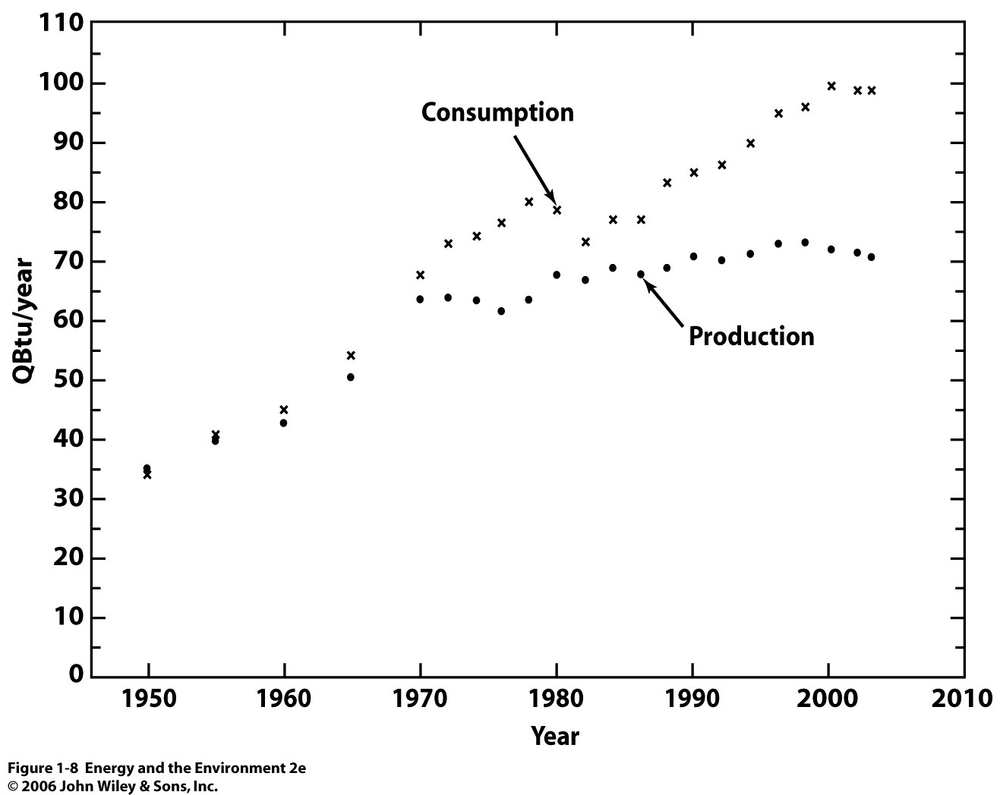 110
100
90
80
70
60
50
40
30
20
10
0
QBtu/year
Consumption
Production
1950 1960 1970 1980 1990 2000 2010
Year
Figure 1-8 Energy and the Environment 2e
© 2006 John Wiley & Sons, Inc.